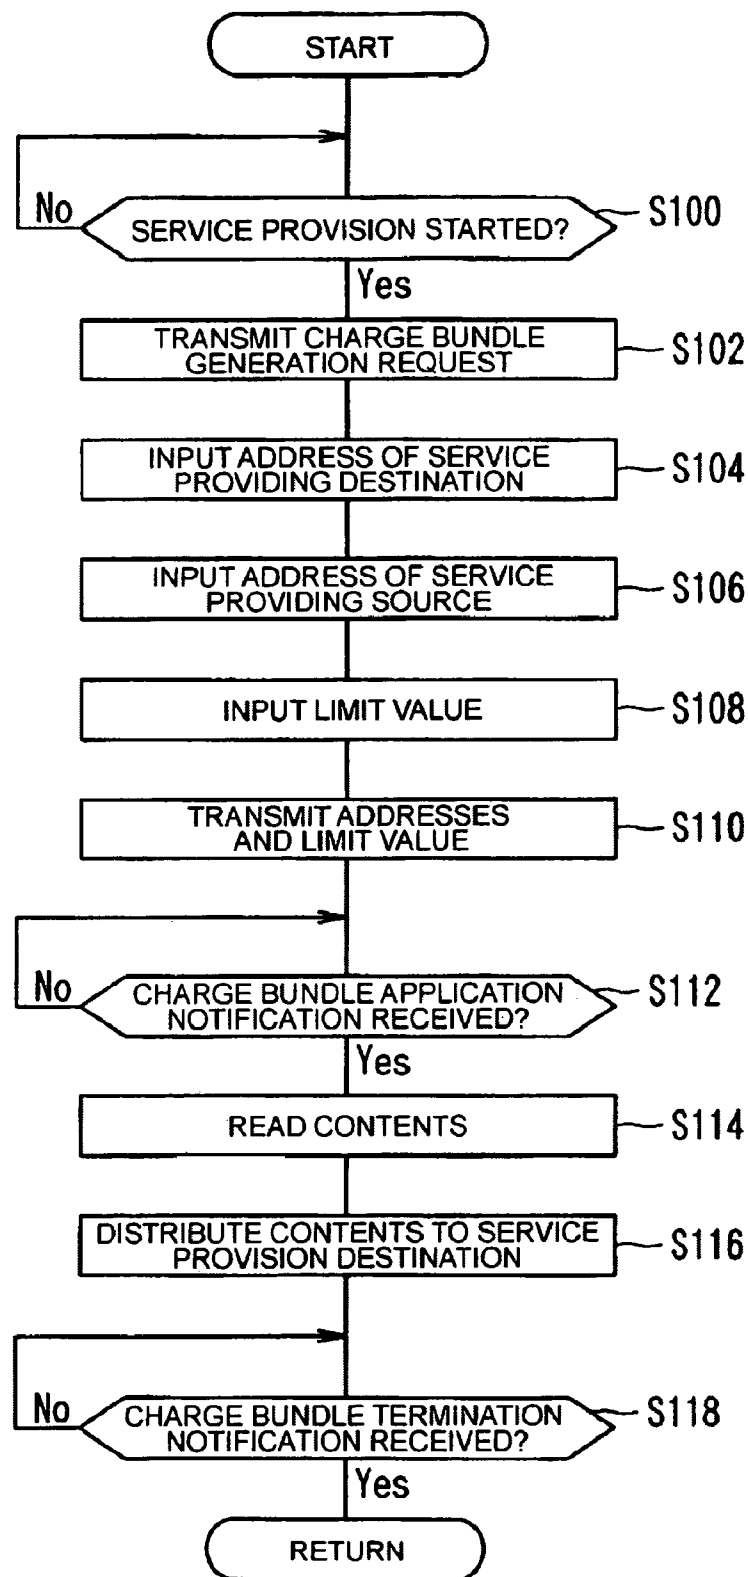 START
No
SERVICE PROVISION STARTED?
S100
Yes
TRANSMIT CHARGE BUNDLE
GENERATION REQUEST
S102
INPUT ADDRESS OF SERVICE
PROVIDING DESTINATION
S104
INPUT ADDRESS OF SERVICE
PROVIDING SOURCE
S106
INPUT LIMIT VALUE
S108
TRANSMIT ADDRESSES
AND LIMIT VALUE
S110
No
CHARGE BUNDLE APPLICATION
NOTIFICATION RECEIVED?
S112
Yes
READ CONTENTS
S114
DISTRIBUTE CONTENTS TO SERVICE
PROVISION DESTINATION
S116
No
CHARGE BUNDLE TERMINATION
NOTIFICATION RECEIVED?
S118
Yes
RETURN